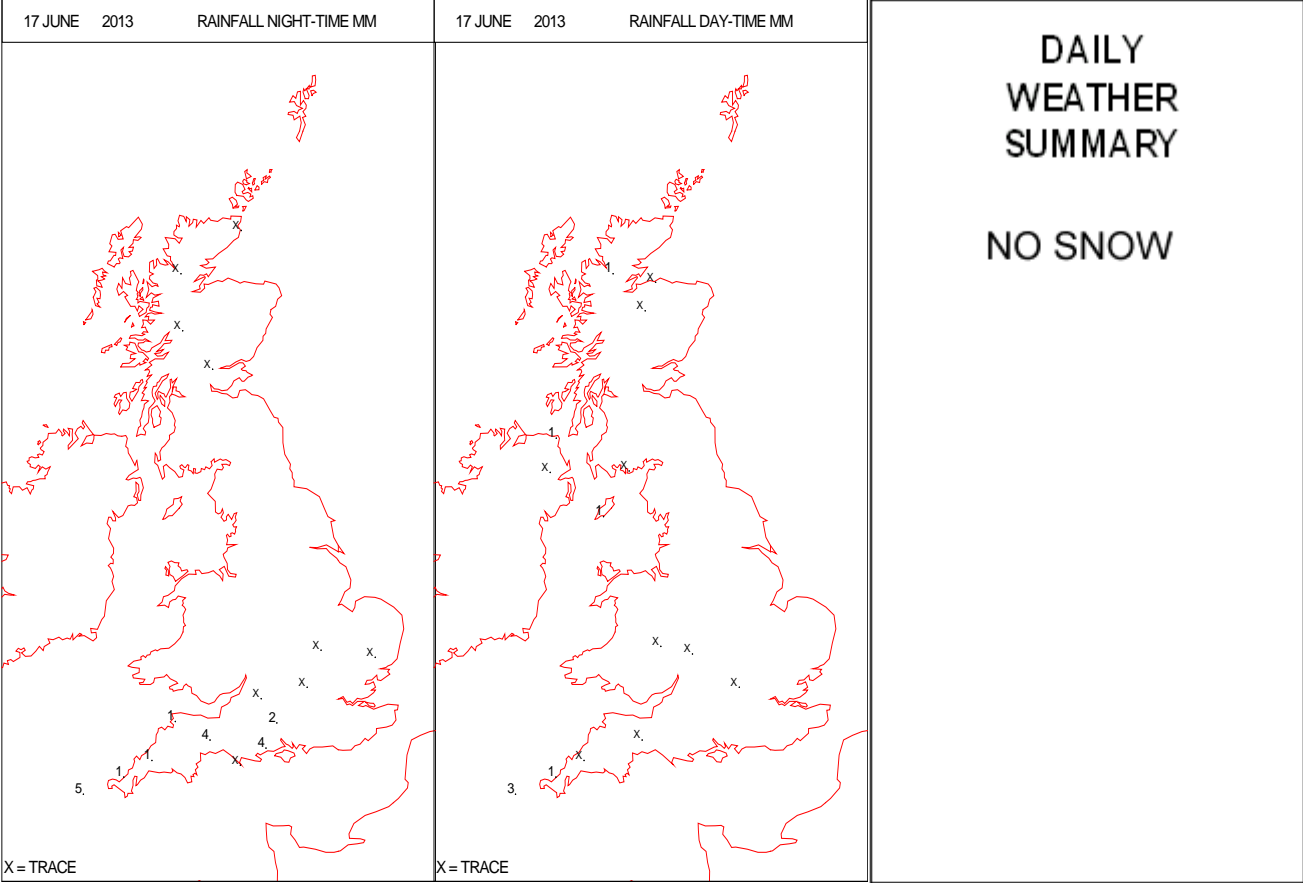 17 JUNE 2013 RAINFALL NIGHT-TIME MM
X.
X.
X.
X.
X.
X.
X.
X.
1.
2.
4.
4.
1.
X.
1.
5.
X = TRACE
17 JUNE 2013 RAINFALL DAY-TIME MM
1.
X.
X.
1.
X.
X.
1.
X.
X.
X.
X.
X.
1.
3.
X = TRACE
DAILY
WEATHER
SUMMARY
NO SNOW